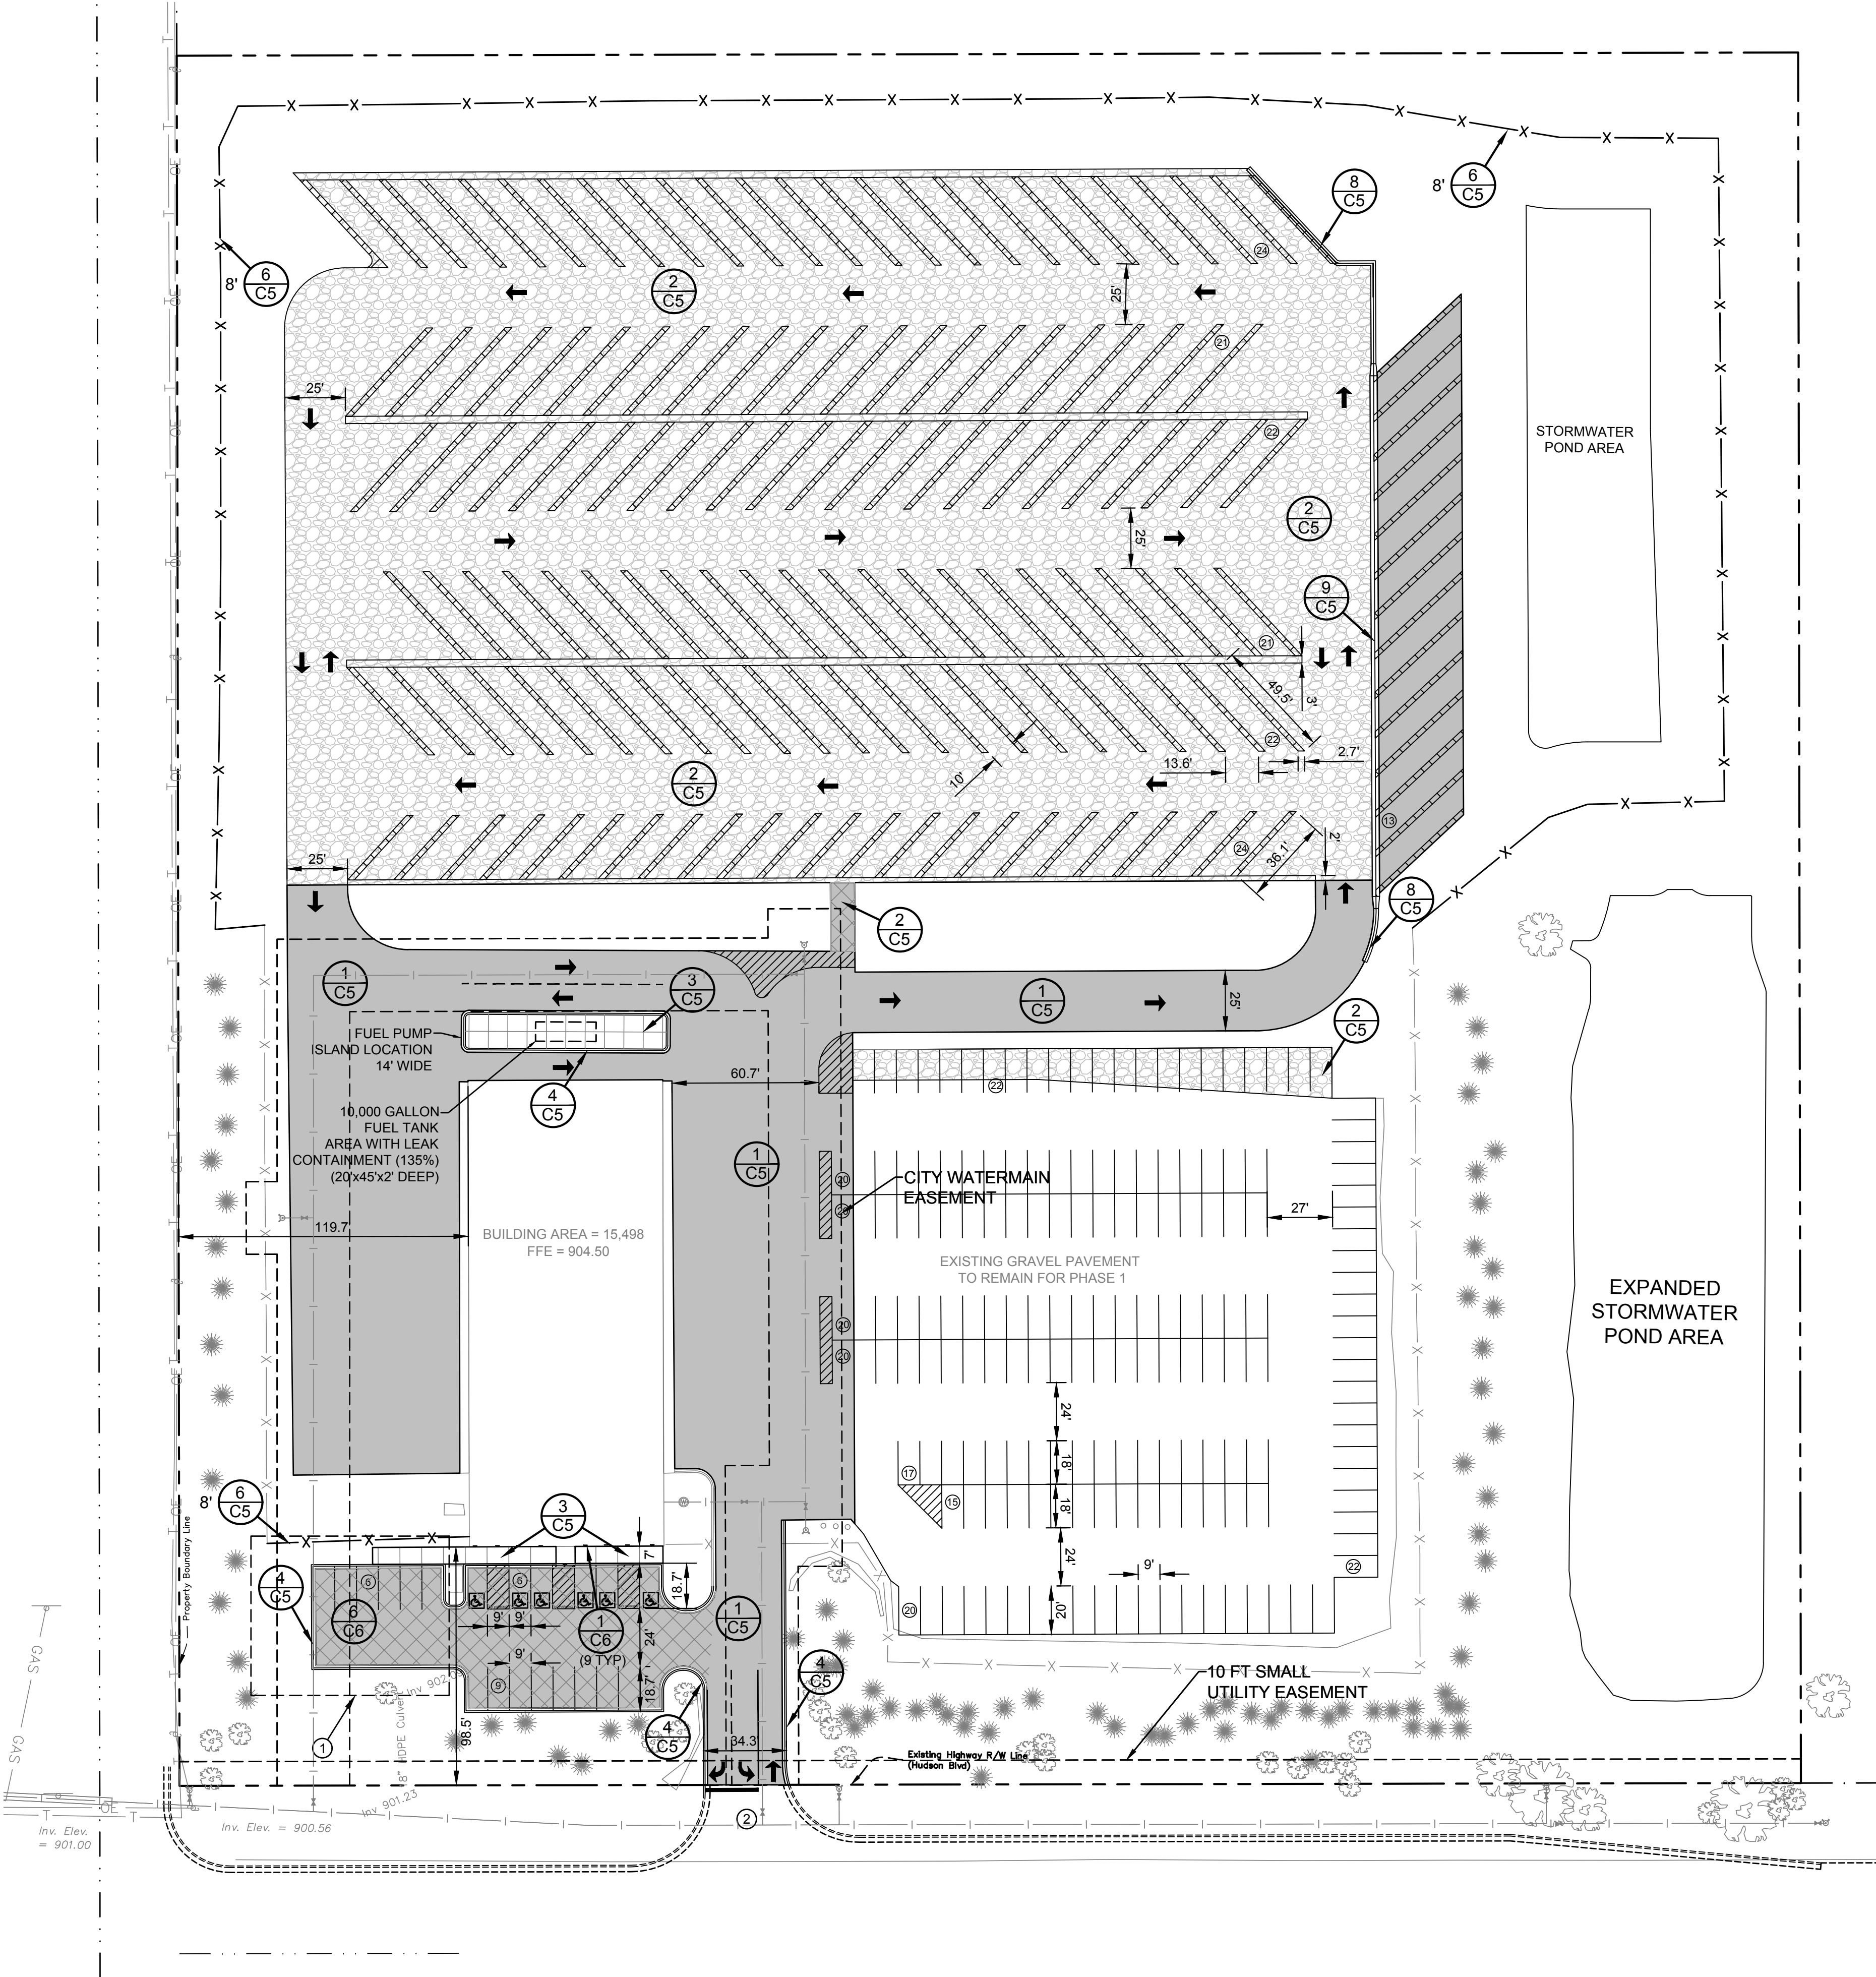 8'
6
C5
8
C5
8'
6
C5
2
C5
24
25'
21
25'
22
STORMWATER
POND AREA
2
C5
25'
9
C5
21
49.5'
3'
22
2.7'
13.6'
10'
2
C5
13
24
36.1'
2'
25'
8
C5
2
C5
1
C5
3
C5
1
C5
25'
2
C5
FUEL PUMP
ISLAND LOCATION
14' WIDE
4
C5
60.7'
22
10,000 GALLON
FUEL TANK
AREA WITH LEAK
CONTAINMENT (135%)
(20'x45'x2' DEEP)
1
C5
20
20
CITY WATERMAIN
EASEMENT
27'
119.7'
BUILDING AREA = 15,498
FFE = 904.50
EXISTING GRAVEL PAVEMENT
TO REMAIN FOR PHASE 1
EXPANDED
STORMWATER
POND AREA
20
20
24'
18'
17
18'
15
24'
9'
22
20'
20
8'
6
C5
3
C5
Property Boundary Line
7'
18.7'
4
C5
6
6
6
C6
9'
9'
1
C6
(9 TYP)
24'
1
C5
9'
9
18.7'
4
C5
10 FT SMALL
UTILITY EASEMENT
Inv 902.
18" HDPE Culvert
Inv 901.23
98.5'
1
4
C5
34.3'
Existing Highway R/W Line
(Hudson Blvd)
2
GAS
GAS
Inv. Elev.
= 901.00
Inv. Elev. = 900.56